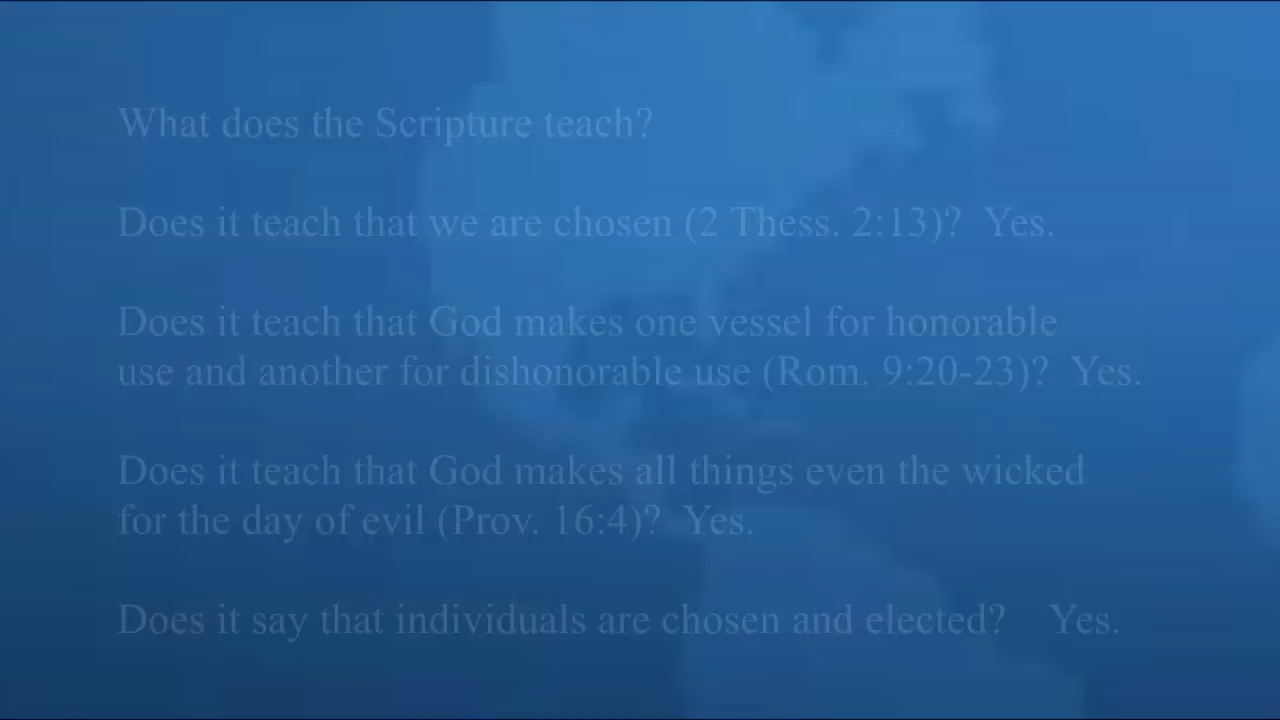 What does the Scripture teach?
Does it teach that we are chosen (2 Thess. 2:13)?  Yes.
Does it teach that God makes one vessel for honorable
use and another for dishonorable use (Rom. 9:20-23)?  Yes.
Does it teach that God makes all things even the wicked
for the day of evil (Prov. 16:4)?  Yes.
Does it say that individuals are chosen and elected?    Yes.